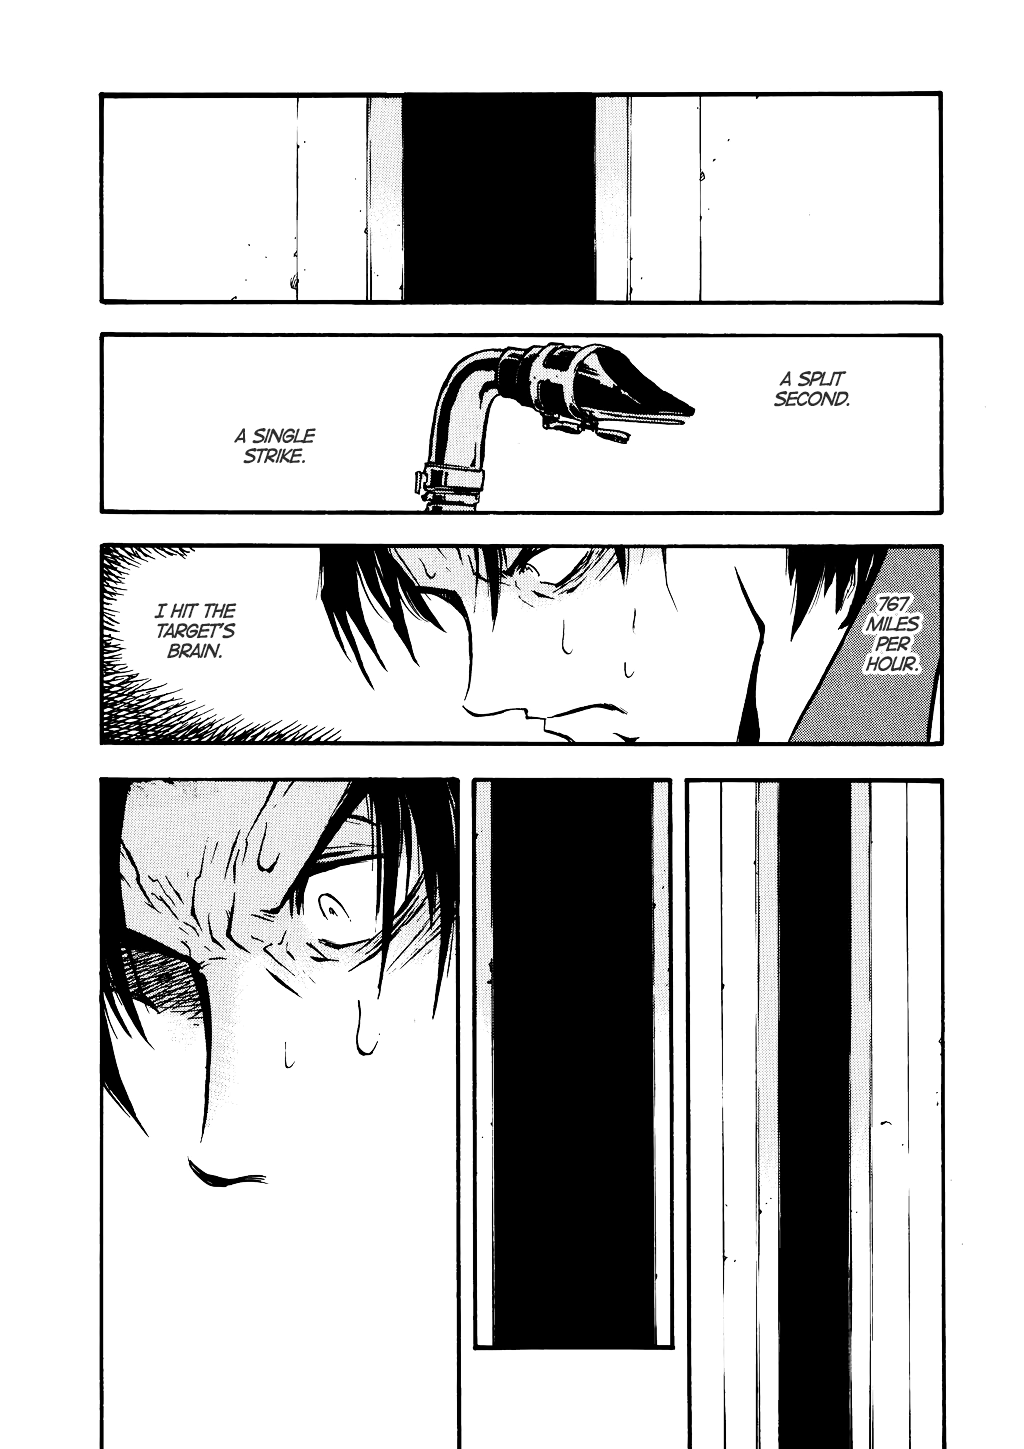 A SPLIT
SECOND.
A SINGLE
STRIKE.
767
MILES
PER
HOUR.
I HIT THE
TARGET'S
BRAIN.